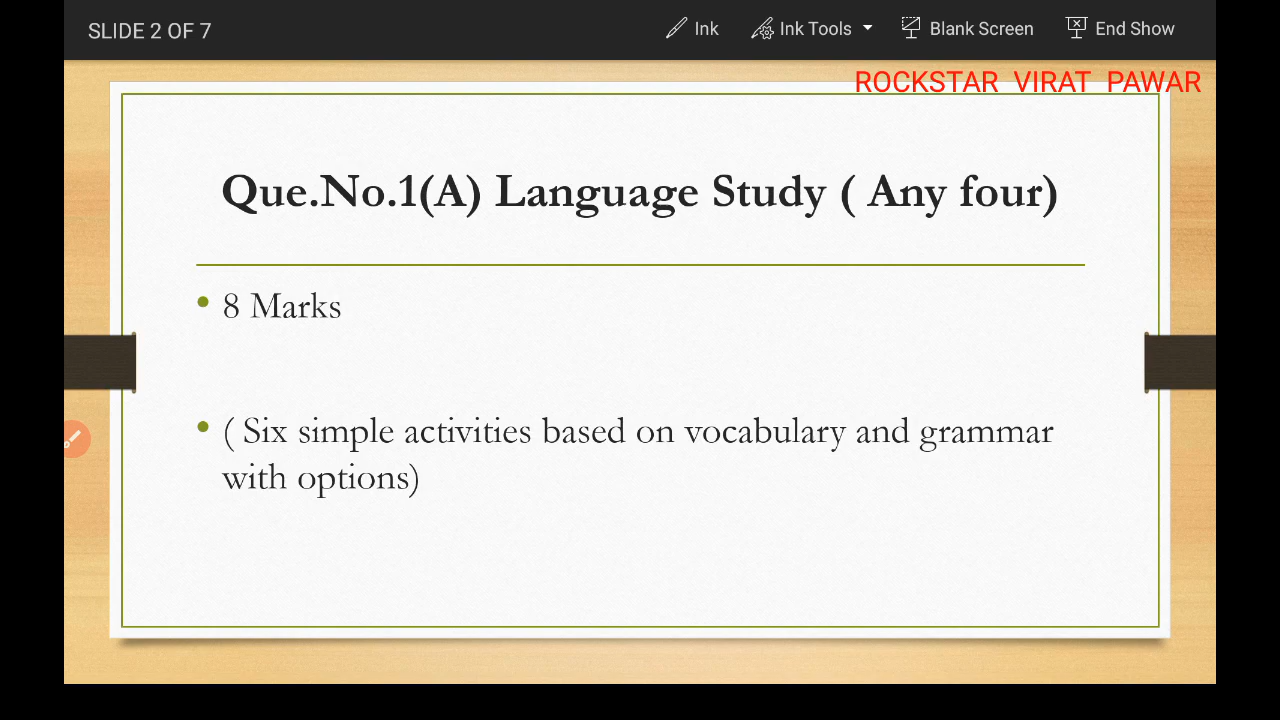 SLIDE 2 OF 7
Ink
Ink Tools
Blank Screen
End Show
ROCKSTAR VIRAT PAWAR
Que.No.1(A) Language Study ( Any four)
• 8 Marks
• ( Six simple activities based on vocabulary and grammar
with options)